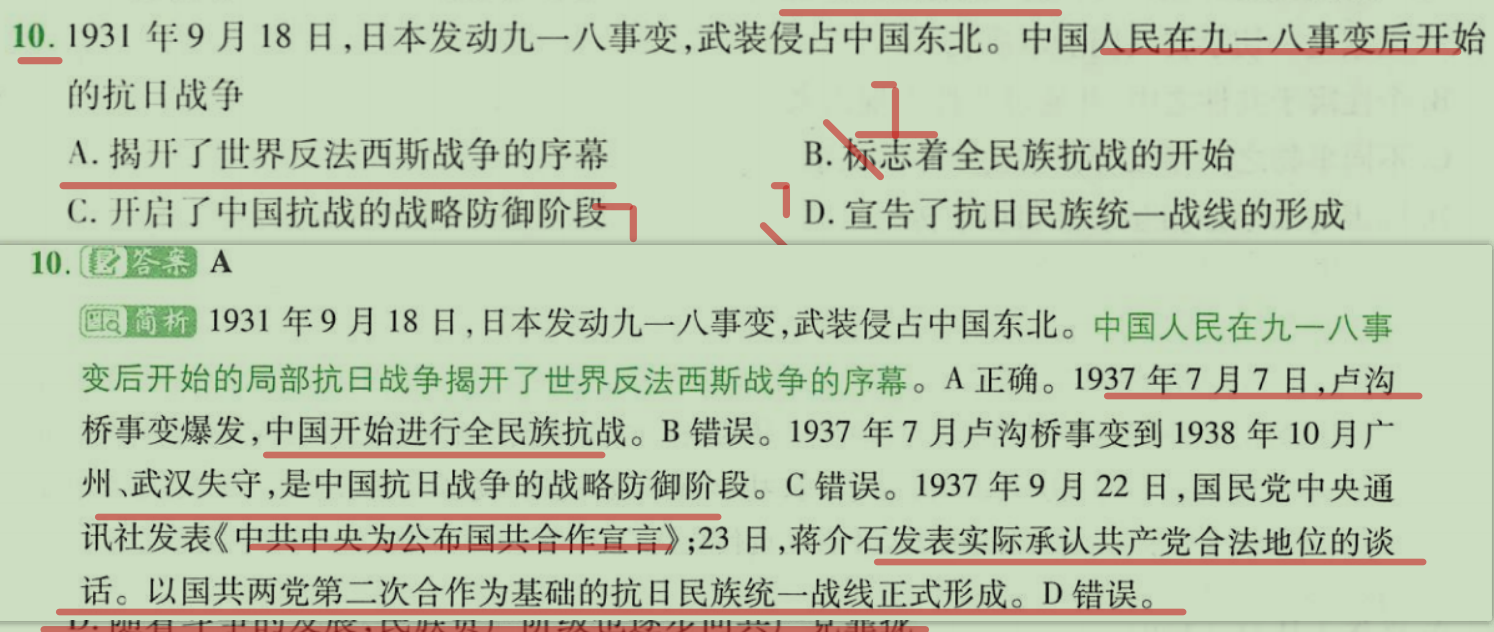 10. 1931 年 9 月 18 日,日本发动九一八事变,武装侵占中国东北。中国人民在九一八事变后开始
的抗日战争
A. 揭开了世界反法西斯战争的序幕
B. 标志着全民族抗战的开始
C. 开启了中国抗战的战略防御阶段
D. 宣告了抗日民族统一战线的形成
10. 答案 A
简析 1931 年 9 月 18 日,日本发动九一八事变,武装侵占中国东北。中国人民在九一八事
变后开始的局部抗日战争揭开了世界反法西斯战争的序幕。A 正确。1937 年 7 月 7 日,卢沟
桥事变爆发,中国开始进行全民族抗战。B 错误。1937 年 7 月卢沟桥事变到 1938 年 10 月广
州、武汉失守,是中国抗日战争的战略防御阶段。C 错误。1937 年 9 月 22 日,国民党中央通
讯社发表《中共中央为公布国共合作宣言》;23 日,蒋介石发表实际承认共产党合法地位的谈
话。以国共两党第二次合作为基础的抗日民族统一战线正式形成。D 错误。